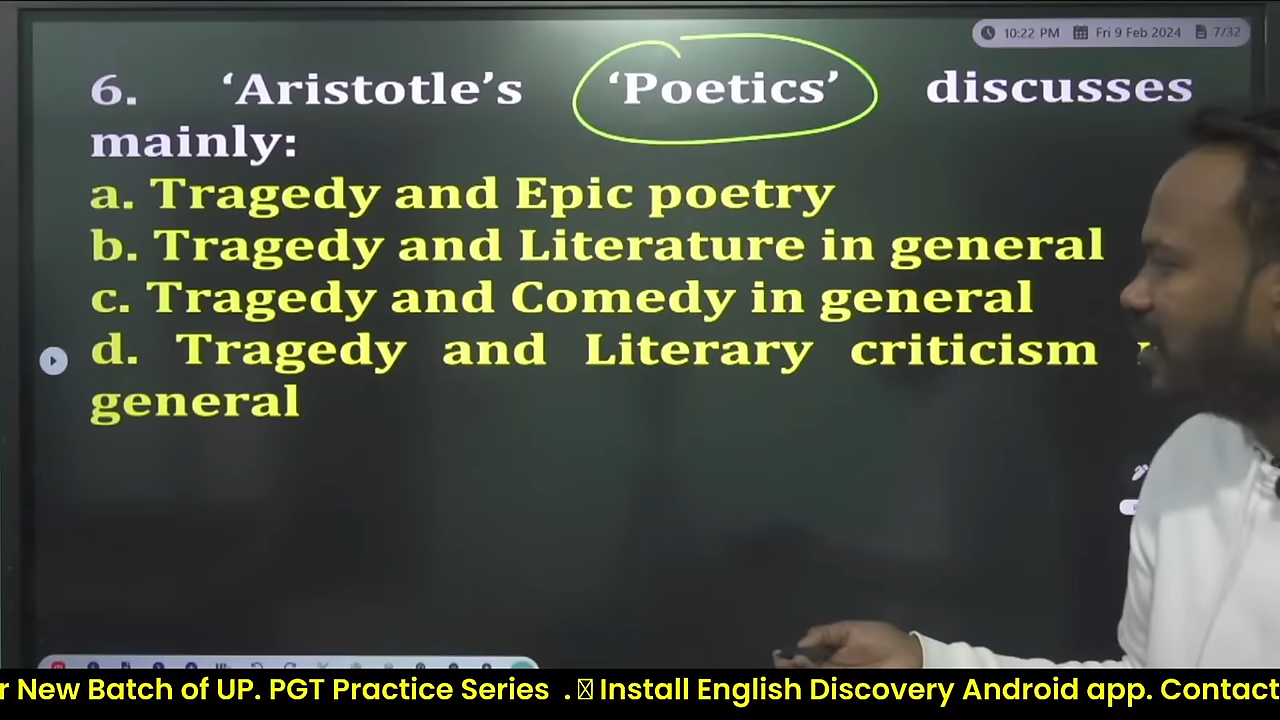 10:22 PM Fri 9 Feb 2024 7/32
6. ‘Aristotle’s ‘Poetics’ discusses
mainly:
a. Tragedy and Epic poetry
b. Tragedy and Literature in general
c. Tragedy and Comedy in general
d. Tragedy and Literary criticism
general
r New Batch of UP. PGT Practice Series . Install English Discovery Android app. Contact